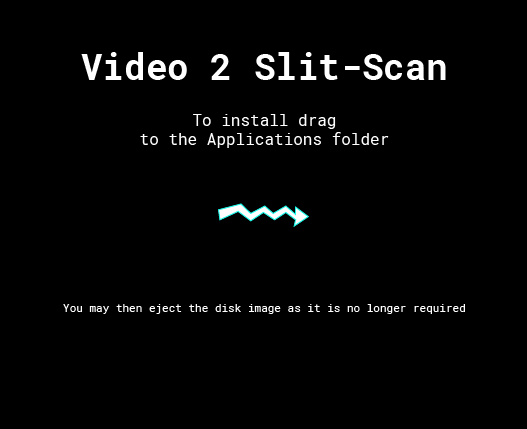 Video 2 Slit-Scan
To install drag
to the Applications folder
You may then eject the disk image as it is no longer required